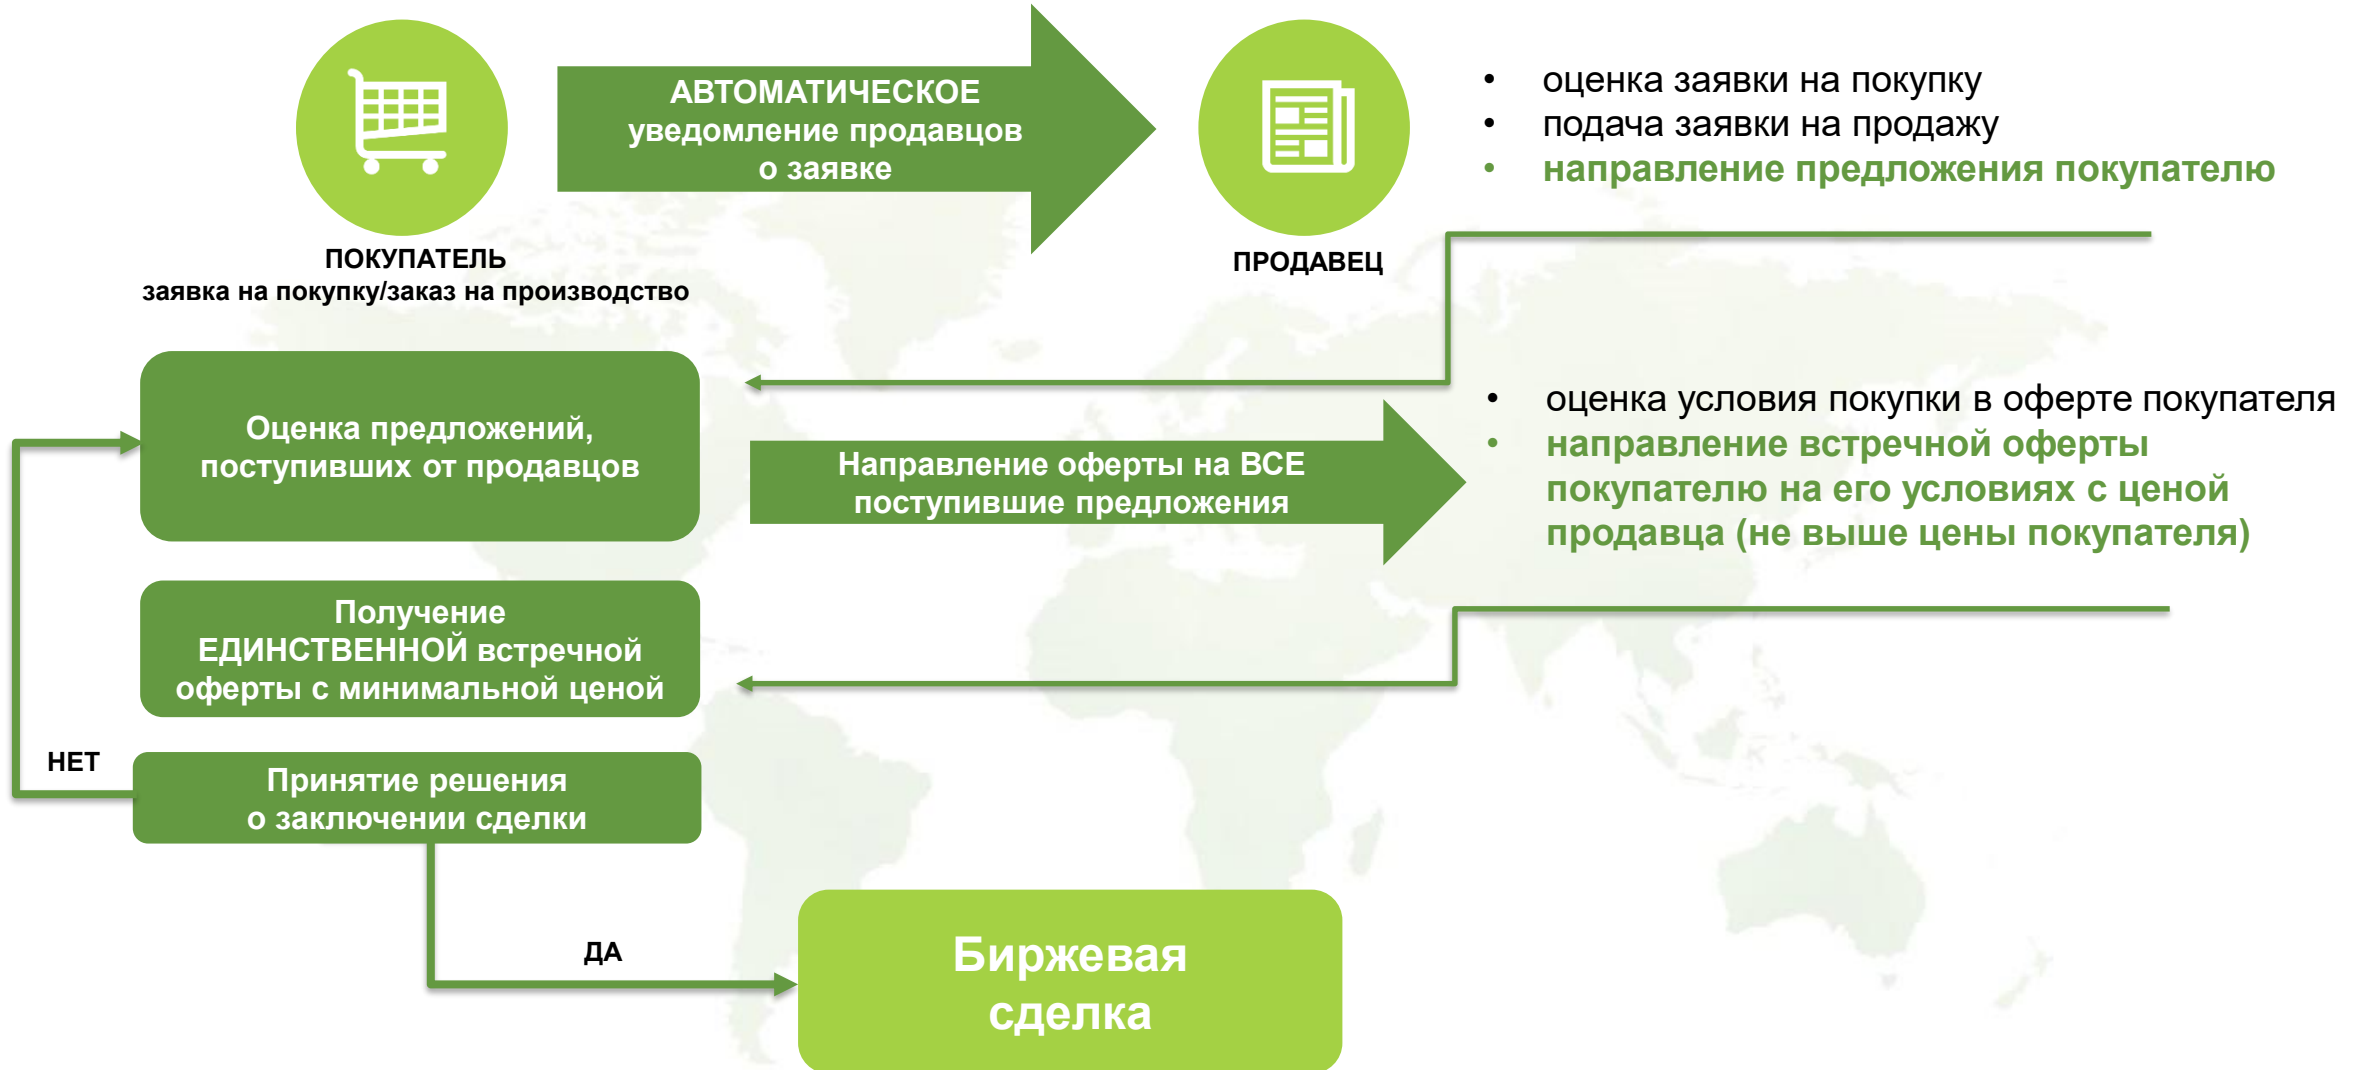 АВТОМАТИЧЕСКОЕ
уведомление продавцов
о заявке
• оценка заявки на покупку
• подача заявки на продажу
• направление предложения покупателю
ПОКУПАТЕЛЬ
заявка на покупку/заказ на производство
ПРОДАВЕЦ
Оценка предложений,
поступивших от продавцов
Направление оферты на ВСЕ
поступившие предложения
• оценка условия покупки в оферте покупателя
• направление встречной оферты
покупателю на его условиях с ценой
продавца (не выше цены покупателя)
Получение
ЕДИНСТВЕННОЙ встречной
оферты с минимальной ценой
НЕТ
Принятие решения
о заключении сделки
ДА
Биржевая
сделка